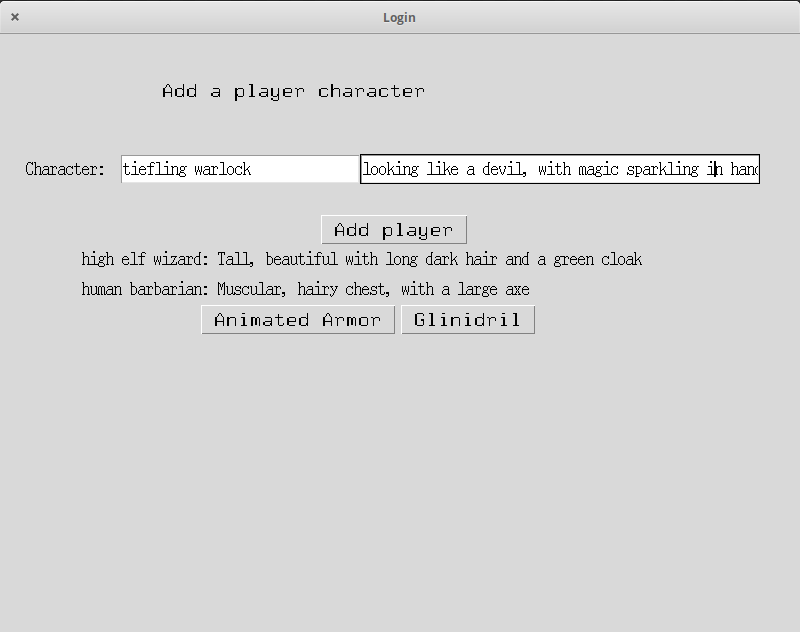 Login
Add a player character
Character: tiefling warlock looking like a devil, with magic sparkling in hand
Add player
high elf wizard: Tall, beautiful with long dark hair and a green cloak
human barbarian: Muscular, hairy chest, with a large axe
Animated Armor Glinidril